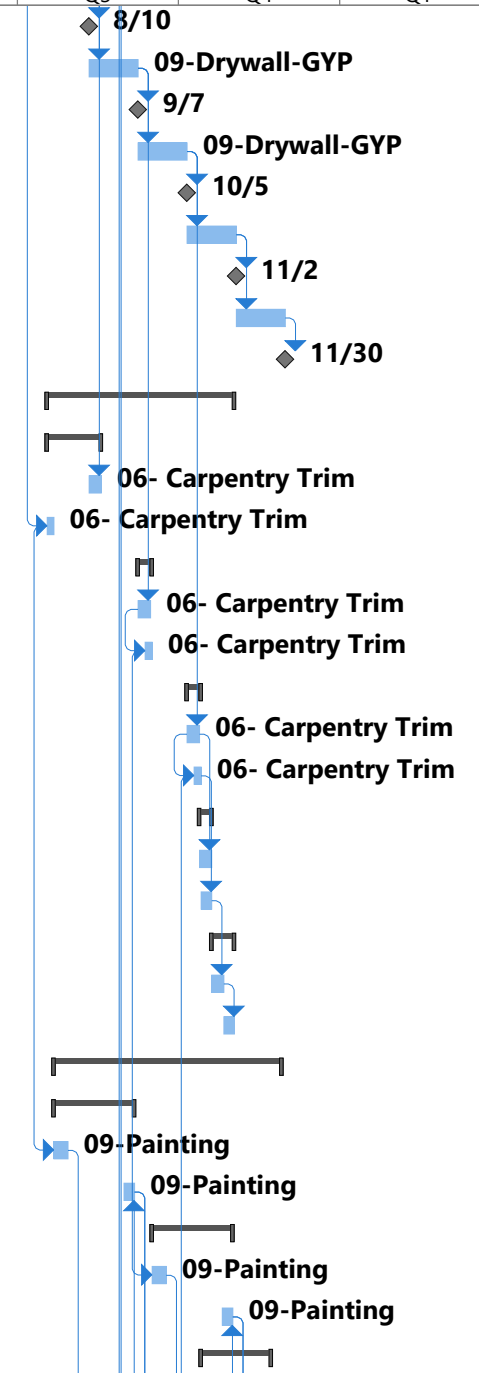 8/10
09-Drywall-GYP
9/7
09-Drywall-GYP
10/5
11/2
11/30
06- Carpentry Trim
06- Carpentry Trim
06- Carpentry Trim
06- Carpentry Trim
06- Carpentry Trim
06- Carpentry Trim
09-Painting
09-Painting
09-Painting
09-Painting